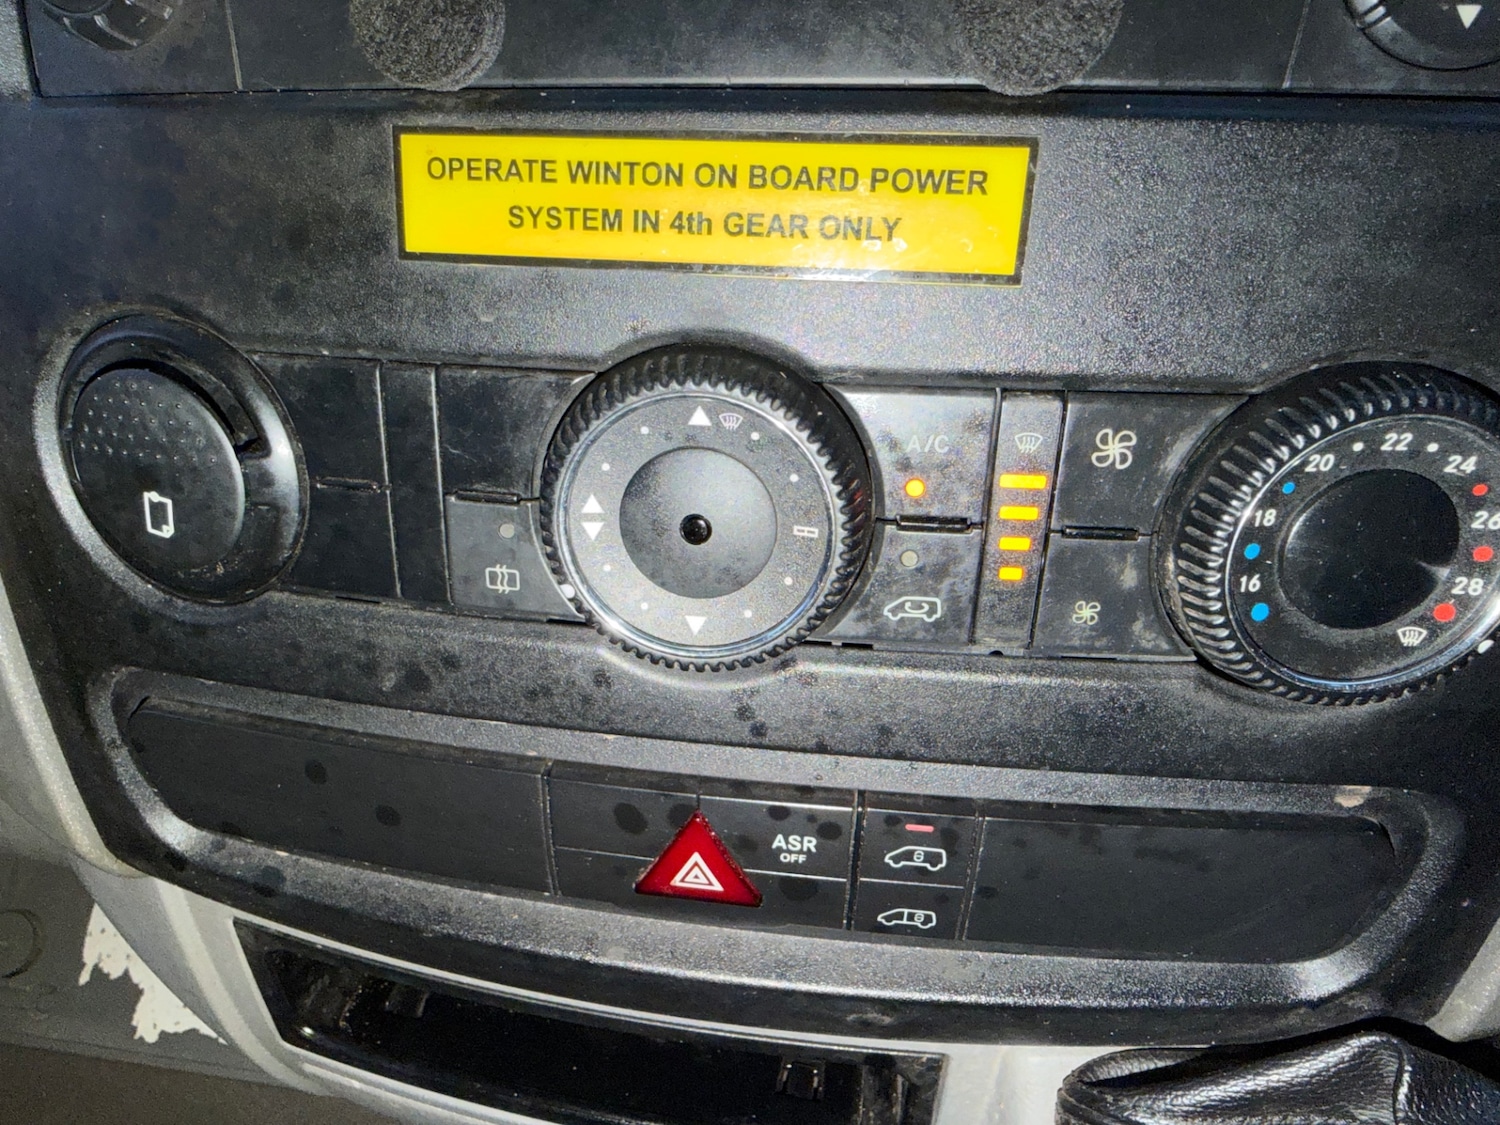 OPERATE WINTON ON BOARD POWER
SYSTEM IN 4th GEAR ONLY
A/C
16
18
20
22
24
26
28
ASR
OFF